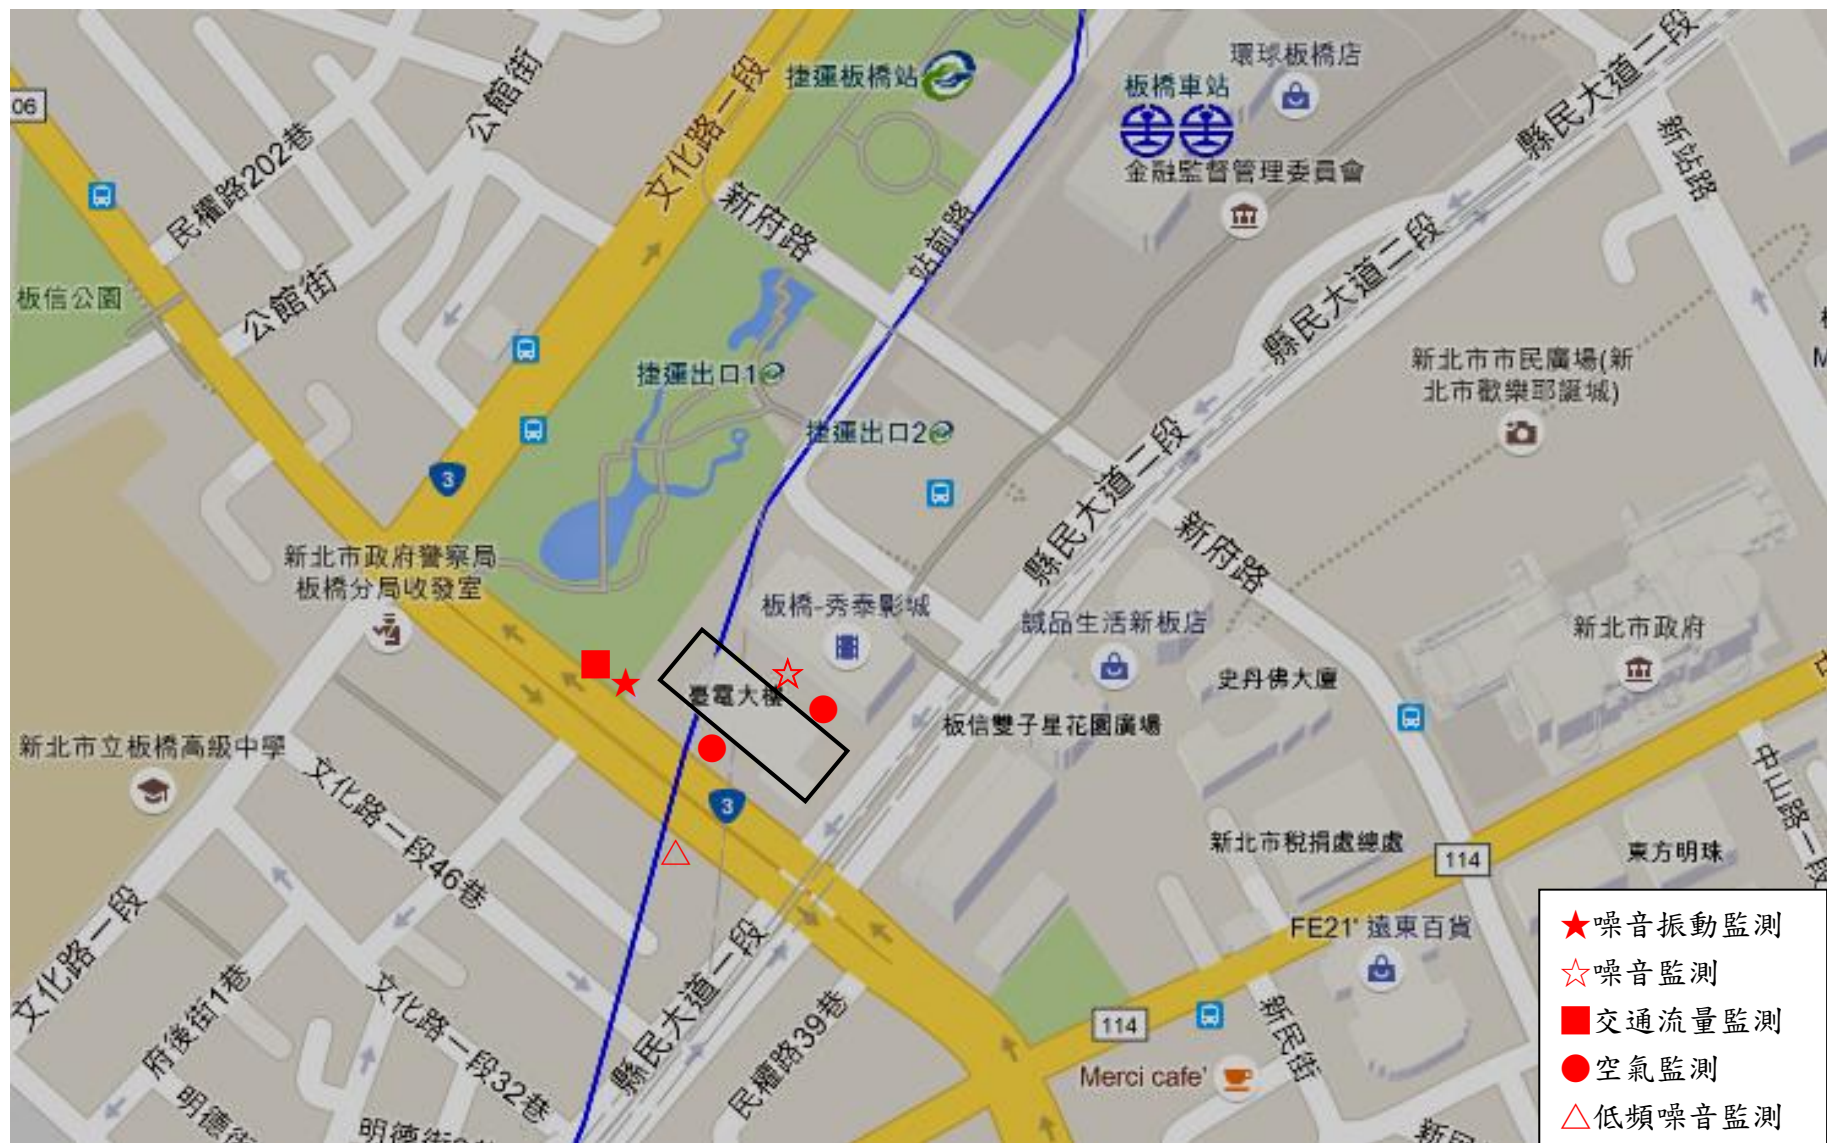 環球板橋店
捷運板橋站
板橋車站
縣民大道二段
公館街
文化路一段
06
民權路202巷
新站路
金融監督管理委員會
新府路
站前路
縣民大道二段
板信公園
公館街
新北市市民廣場(新
北市歡樂耶誕城)
捷運出口1
捷運出口2
3
縣民大道二段
新府路
新北市政府警察局
板橋分局收發室
板橋-秀泰影城
誠品生活新板店
新北市政府
史丹佛大廈
臺電大樓
板信雙子星花園廣場
新北市立板橋高級中學
3
文化路一段46巷
中山路一段
新北市稅捐處總處
114
東方明珠
文化路一段
FE21' 遠東百貨
縣民大道二段
府後街1巷
文化路一段32巷
114
新民街
民權路39巷
Merci cafe'
明德街
★噪音振動監測
☆噪音監測
■交通流量監測
●空氣監測
△低頻噪音監測